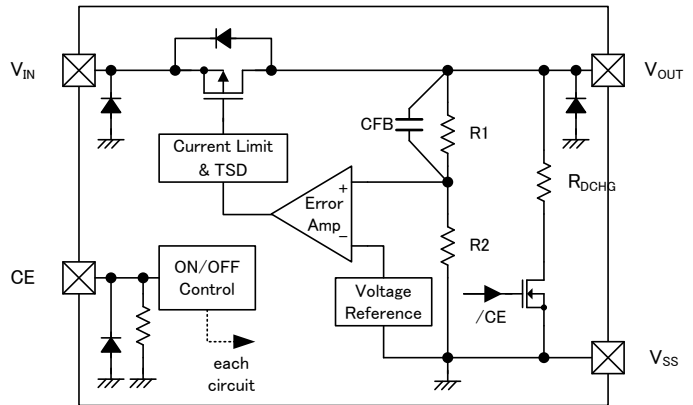 VIN
VOUT
CFB
R1
Current Limit
& TSD
RDCHG
+
Error
Amp
−
R2
CE
ON/OFF
Control
Voltage
Reference
/CE
each
circuit
VSS